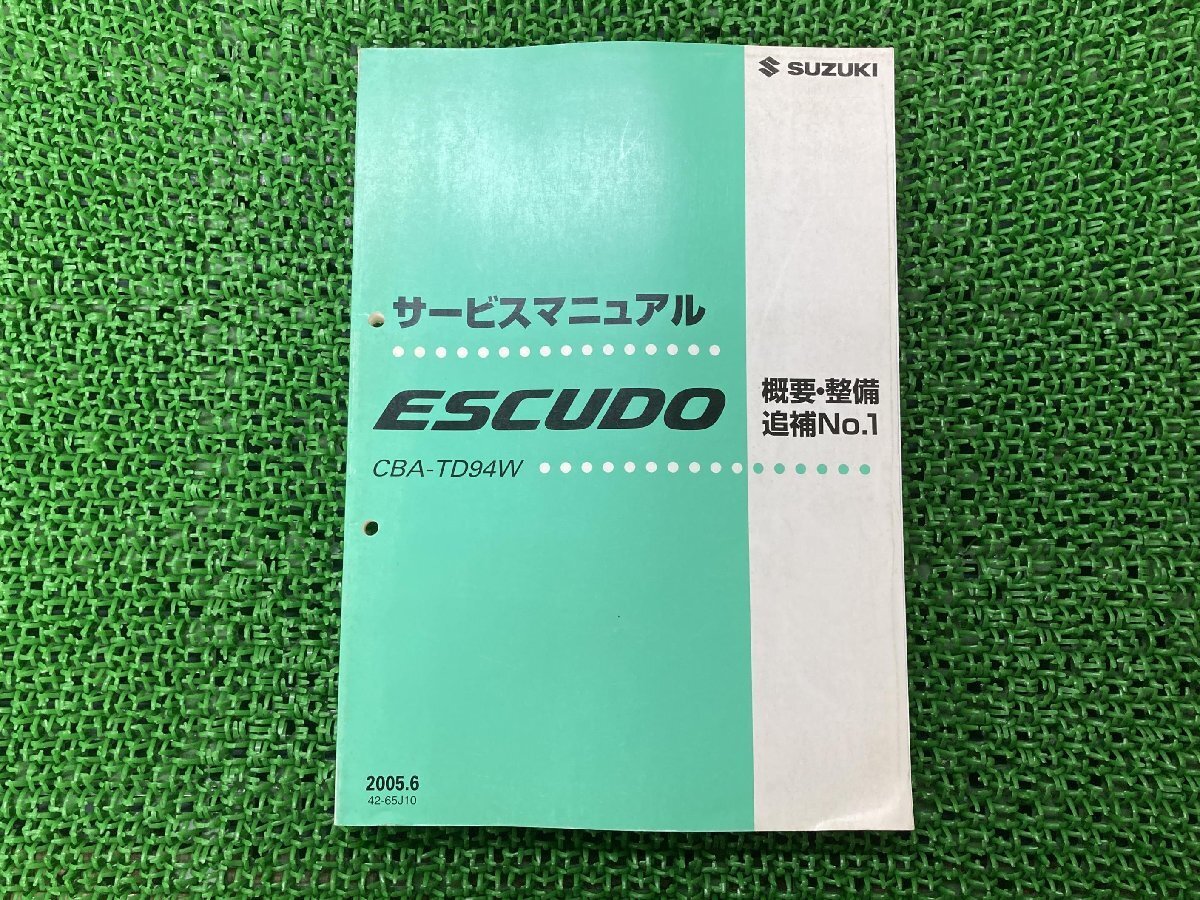 SUZUKI
サービスマニュアル
ESCUDO
CBA-TD94W
概要・整備
追補No.1
2005.6
42-65J10